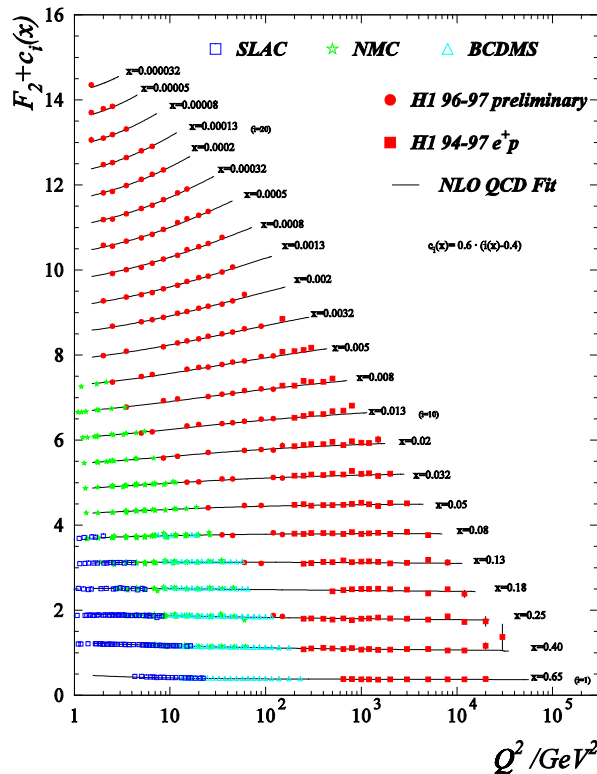 F2+ci(x)
16
14
12
10
8
6
4
2
0
SLAC NMC BCDMS
H1 96-97 preliminary
H1 94-97 e+p
NLO QCD Fit
ci(x)= 0.6 · (i(x)-0.4)
x=0.000032
x=0.00005
x=0.00008
x=0.00013 (i=20)
x=0.0002
x=0.00032
x=0.0005
x=0.0008
x=0.0013
x=0.002
x=0.0032
x=0.005
x=0.008
x=0.013 (i=10)
x=0.02
x=0.032
x=0.05
x=0.08
x=0.13
x=0.18
x=0.25
x=0.40
x=0.65 (i=1)
1 10 10² 10³ 10⁴ 10⁵
Q² /GeV²